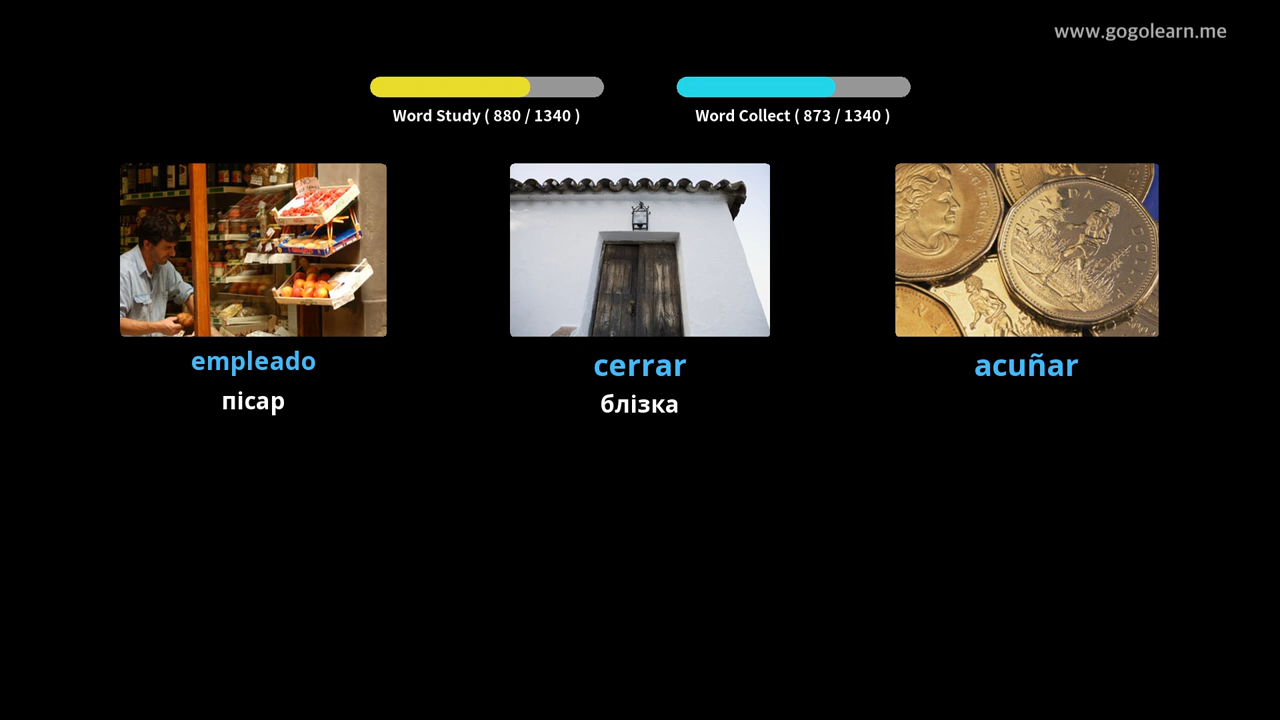 www.gogolearn.me
Word Study ( 880 / 1340 )
Word Collect ( 873 / 1340 )
empleado
пісар
cerrar
блізка
acuñar